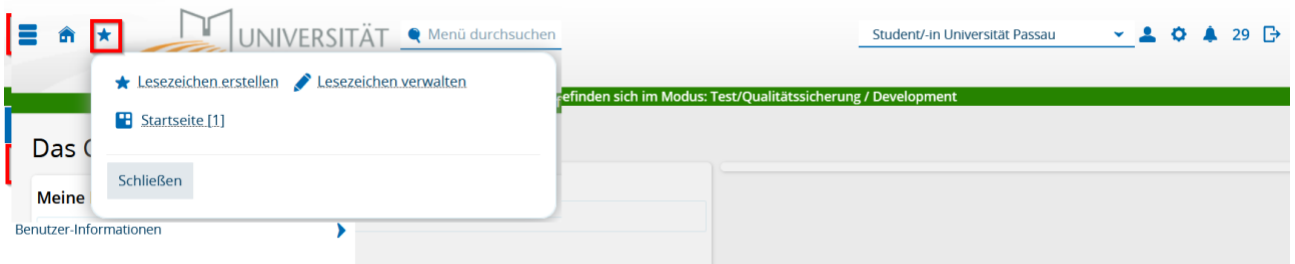 UNIVERSITÄT
Menü durchsuchen
Student/-in Universität Passau
29
Lesezeichen erstellen
Lesezeichen verwalten
efinden sich im Modus: Test/Qualitätssicherung / Development
Startseite [1]
Das
Schließen
Meine
Benutzer-Informationen